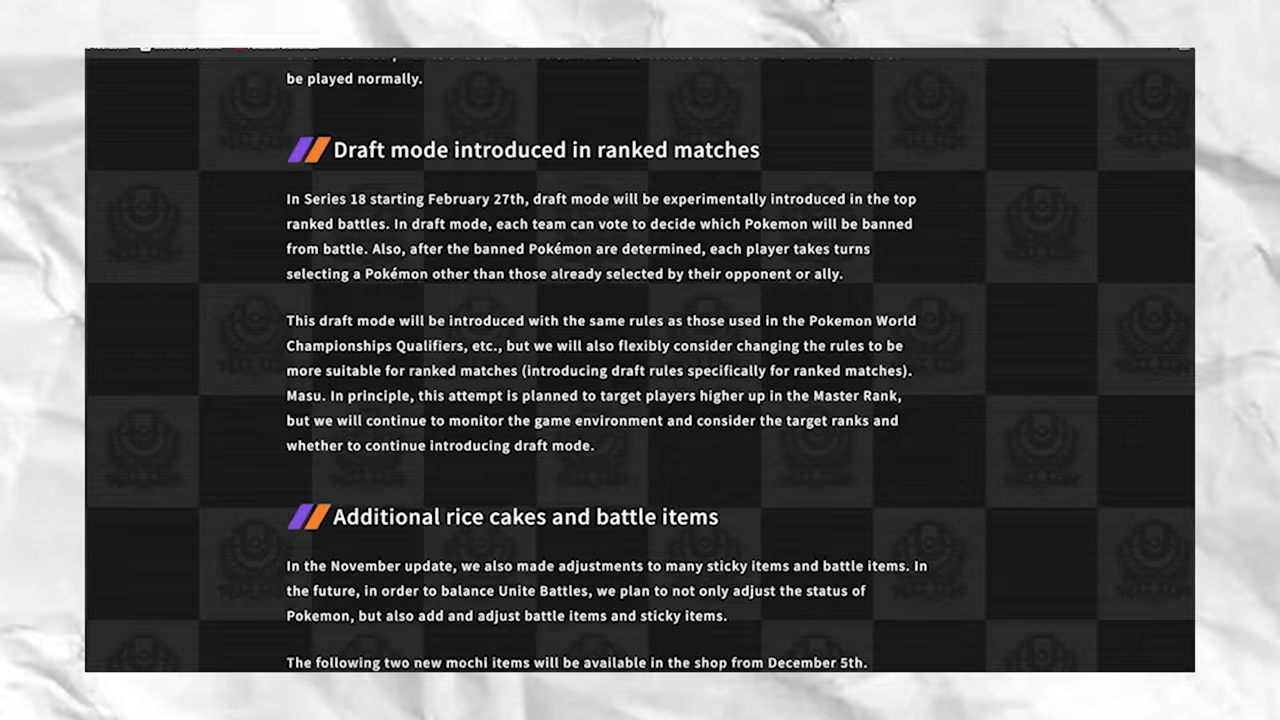 be played normally.
Draft mode introduced in ranked matches
In Series 18 starting February 27th, draft mode will be experimentally introduced in the top
ranked battles. In draft mode, each team can vote to decide which Pokemon will be banned
from battle. Also, after the banned Pokémon are determined, each player takes turns
selecting a Pokémon other than those already selected by their opponent or ally.
This draft mode will be introduced with the same rules as those used in the Pokemon World
Championships Qualifiers, etc., but we will also flexibly consider changing the rules to be
more suitable for ranked matches (introducing draft rules specifically for ranked matches).
Masu. In principle, this attempt is planned to target players higher up in the Master Rank,
but we will continue to monitor the game environment and consider the target ranks and
whether to continue introducing draft mode.
Additional rice cakes and battle items
In the November update, we also made adjustments to many sticky items and battle items. In
the future, in order to balance Unite Battles, we plan to not only adjust the status of
Pokemon, but also add and adjust battle items and sticky items.
The following two new mochi items will be available in the shop from December 5th.